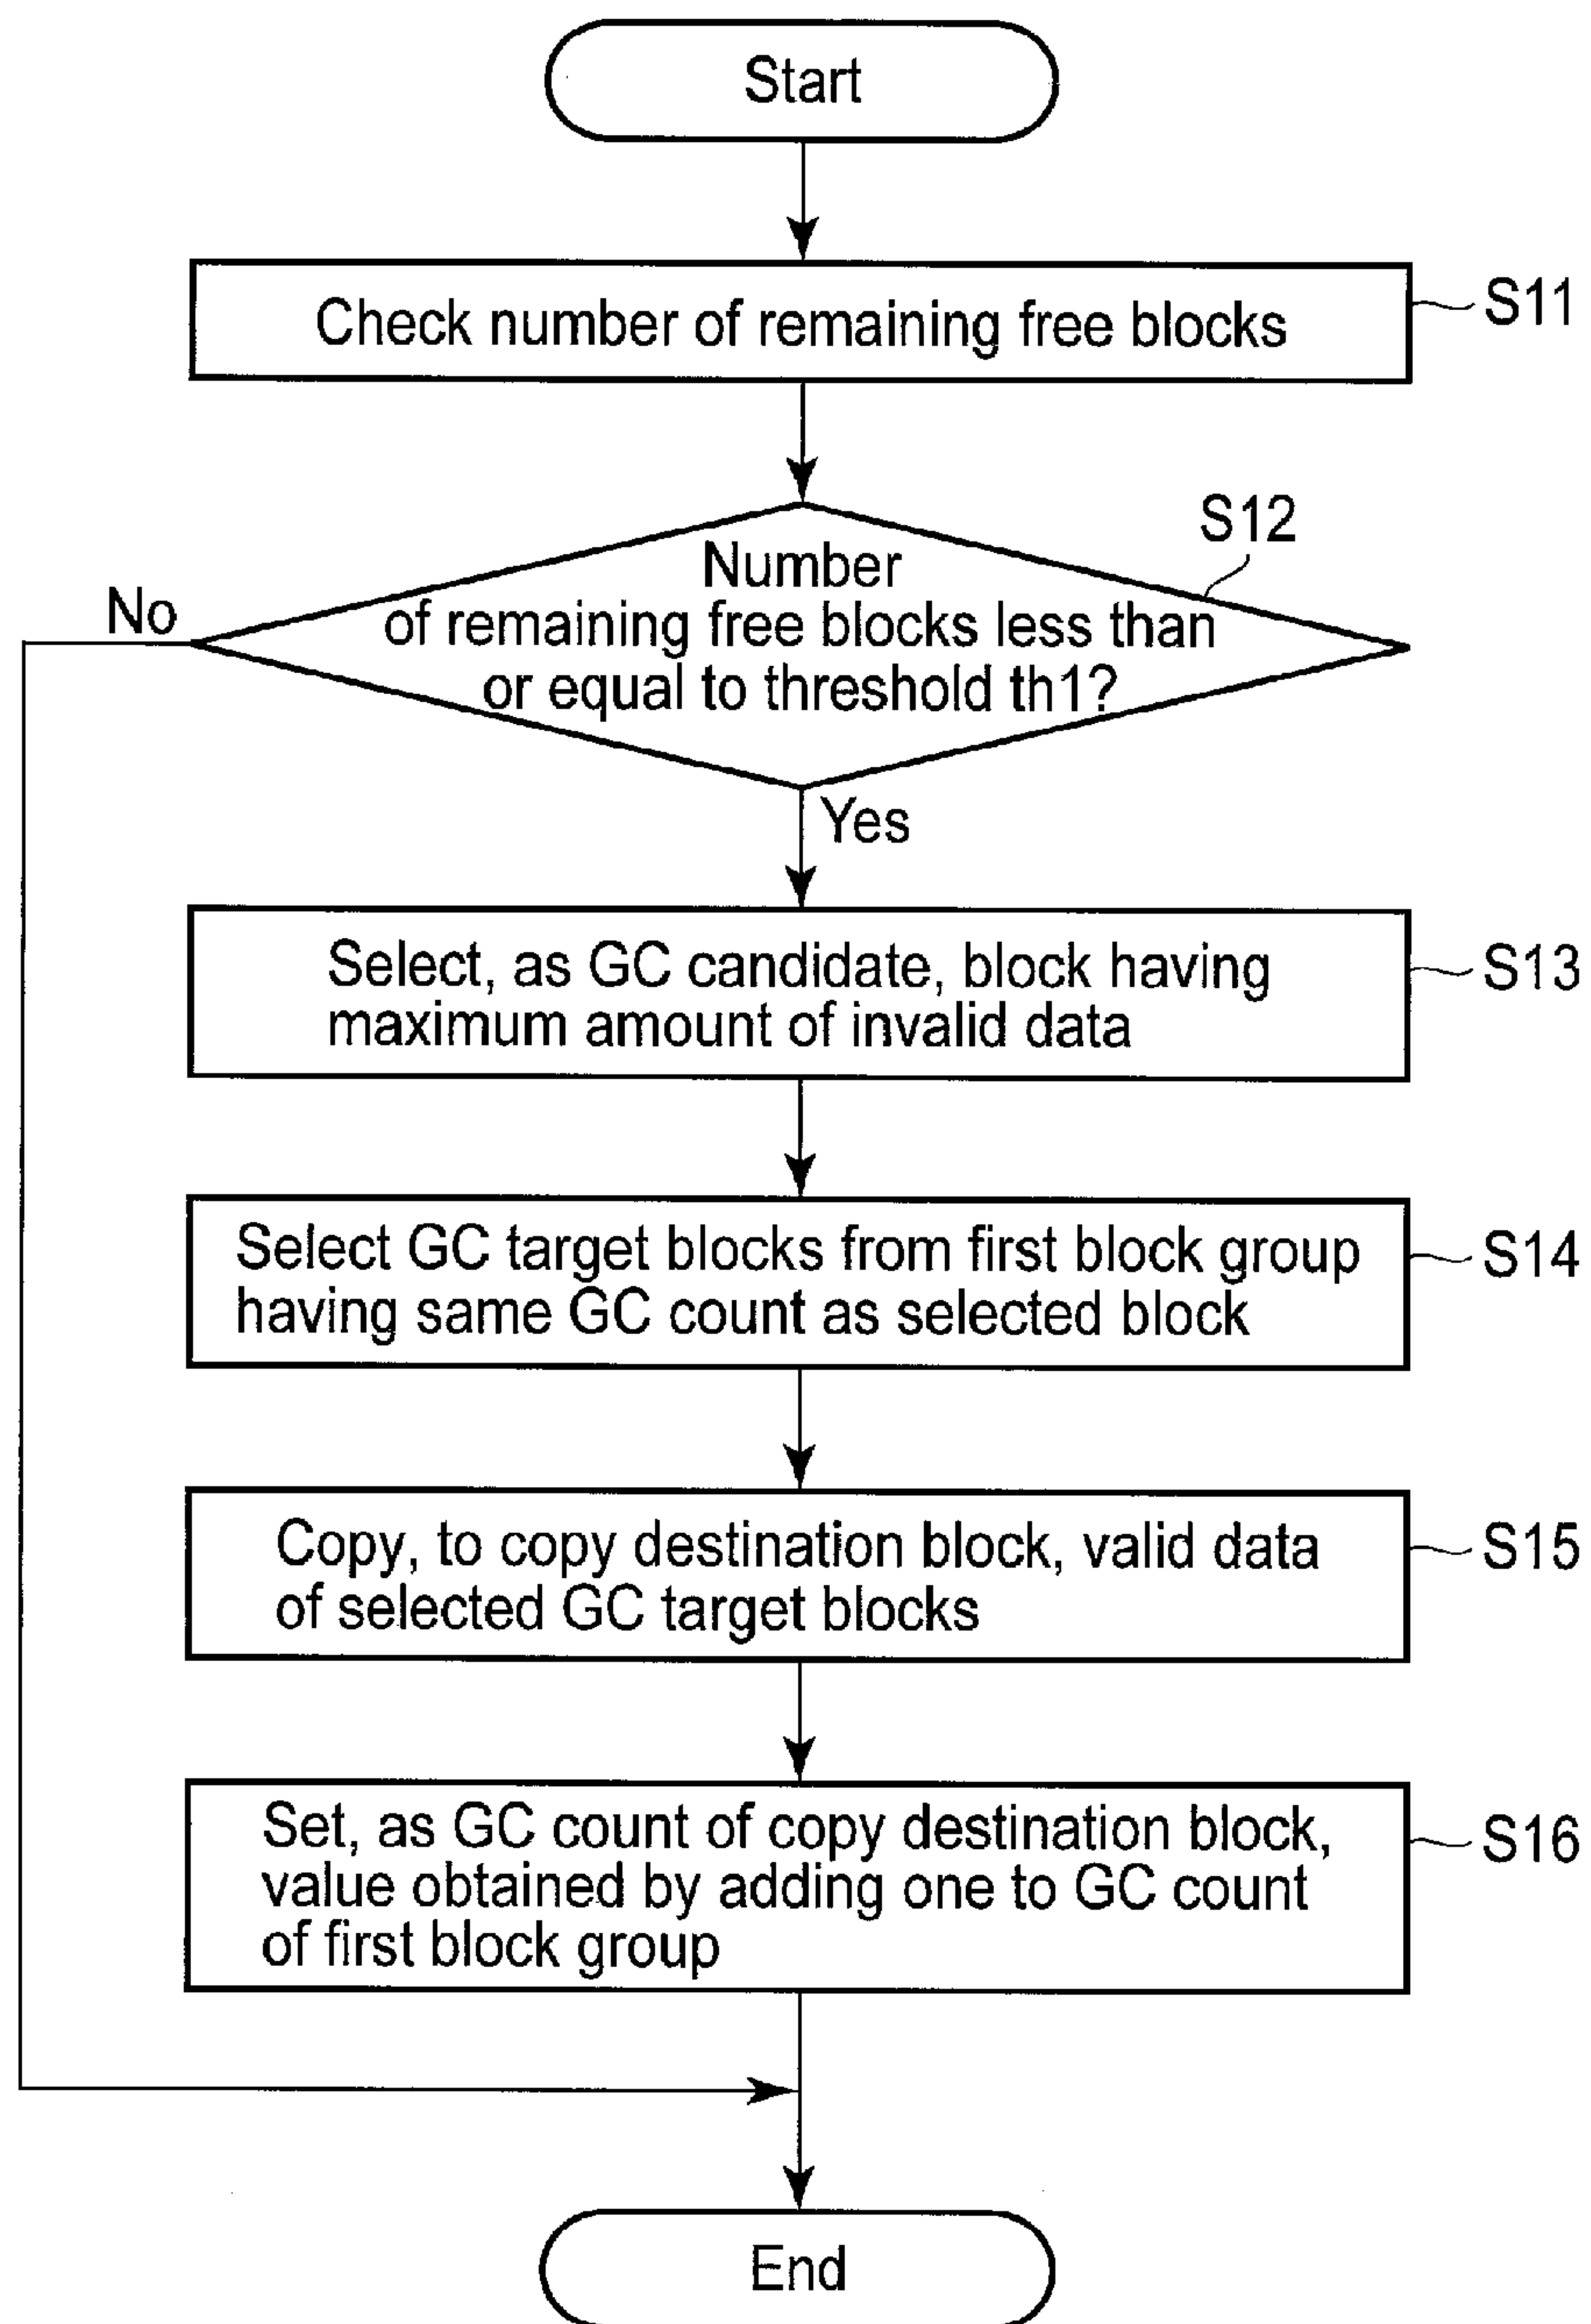 Start
Check number of remaining free blocks
S11
S12
Number
of remaining free blocks less than
or equal to threshold th1?
No
Yes
Select, as GC candidate, block having
maximum amount of invalid data
S13
Select GC target blocks from first block group
having same GC count as selected block
S14
Copy, to copy destination block, valid data
of selected GC target blocks
S15
Set, as GC count of copy destination block,
value obtained by adding one to GC count
of first block group
S16
End